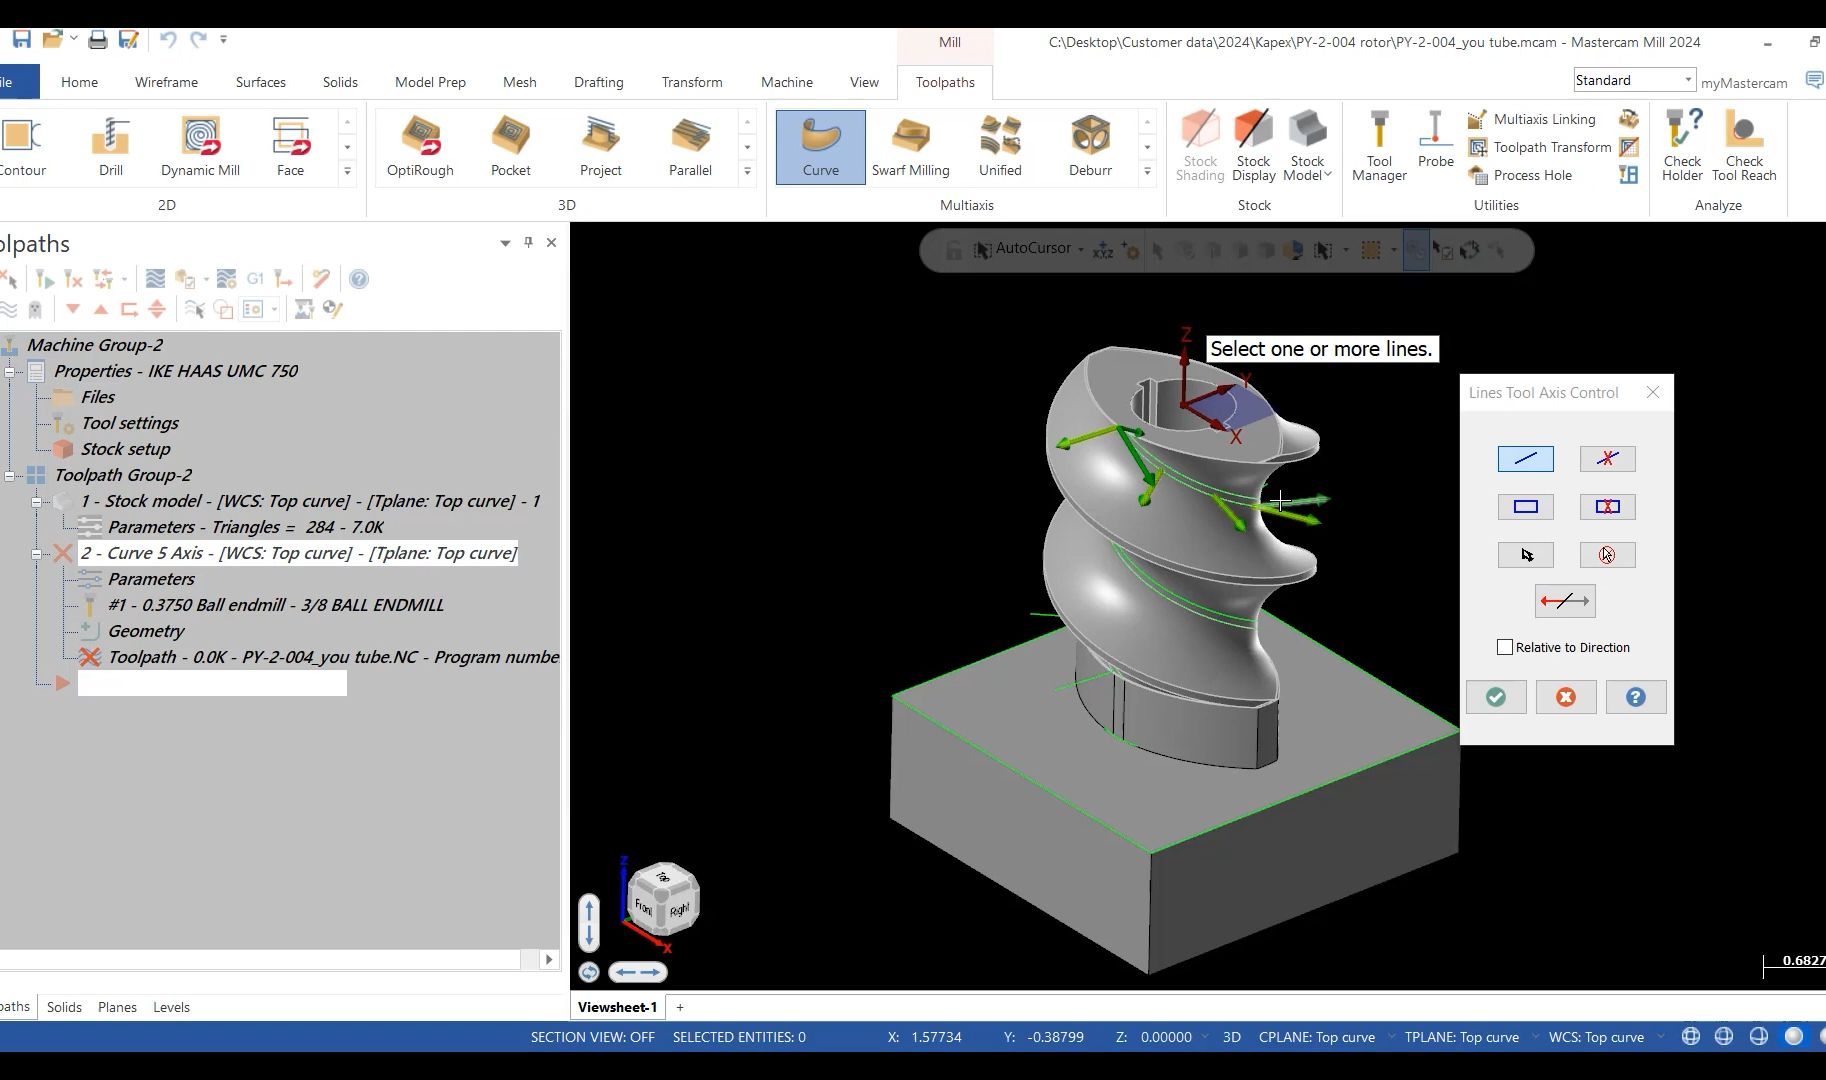 Mill
C:\Desktop\Customer data\2024\Kapex\PY-2-004 rotor\PY-2-004_you tube.mcam - Mastercam Mill 2024
ile
Home
Wireframe
Surfaces
Solids
Model Prep
Mesh
Drafting
Transform
Machine
View
Toolpaths
Standard
myMastercam
Contour
Drill
Dynamic Mill
Face
OptiRough
Pocket
Project
Parallel
Curve
Swarf Milling
Unified
Deburr
Stock Shading
Stock Display
Stock Model
Tool Manager
Probe
Multiaxis Linking
Toolpath Transform
Process Hole
Check Holder
Check Tool Reach
2D
3D
Multiaxis
Stock
Utilities
Analyze
olpaths
G1
AutoCursor
XYZ
Machine Group-2
Properties - IKE HAAS UMC 750
Files
Tool settings
Stock setup
Toolpath Group-2
1 - Stock model - [WCS: Top curve] - [Tplane: Top curve] - 1
Parameters - Triangles = 284 - 7.0K
2 - Curve 5 Axis - [WCS: Top curve] - [Tplane: Top curve]
Parameters
#1 - 0.3750 Ball endmill - 3/8 BALL ENDMILL
Geometry
Toolpath - 0.0K - PY-2-004_you tube.NC - Program numbe
Z
Y
X
Select one or more lines.
Lines Tool Axis Control
Relative to Direction
Z
Top
Front
Right
X
0.6827
paths
Solids
Planes
Levels
Viewsheet-1
+
SECTION VIEW: OFF
SELECTED ENTITIES: 0
X: 1.57734
Y: -0.38799
Z: 0.00000
3D
CPLANE: Top curve
TPLANE: Top curve
WCS: Top curve